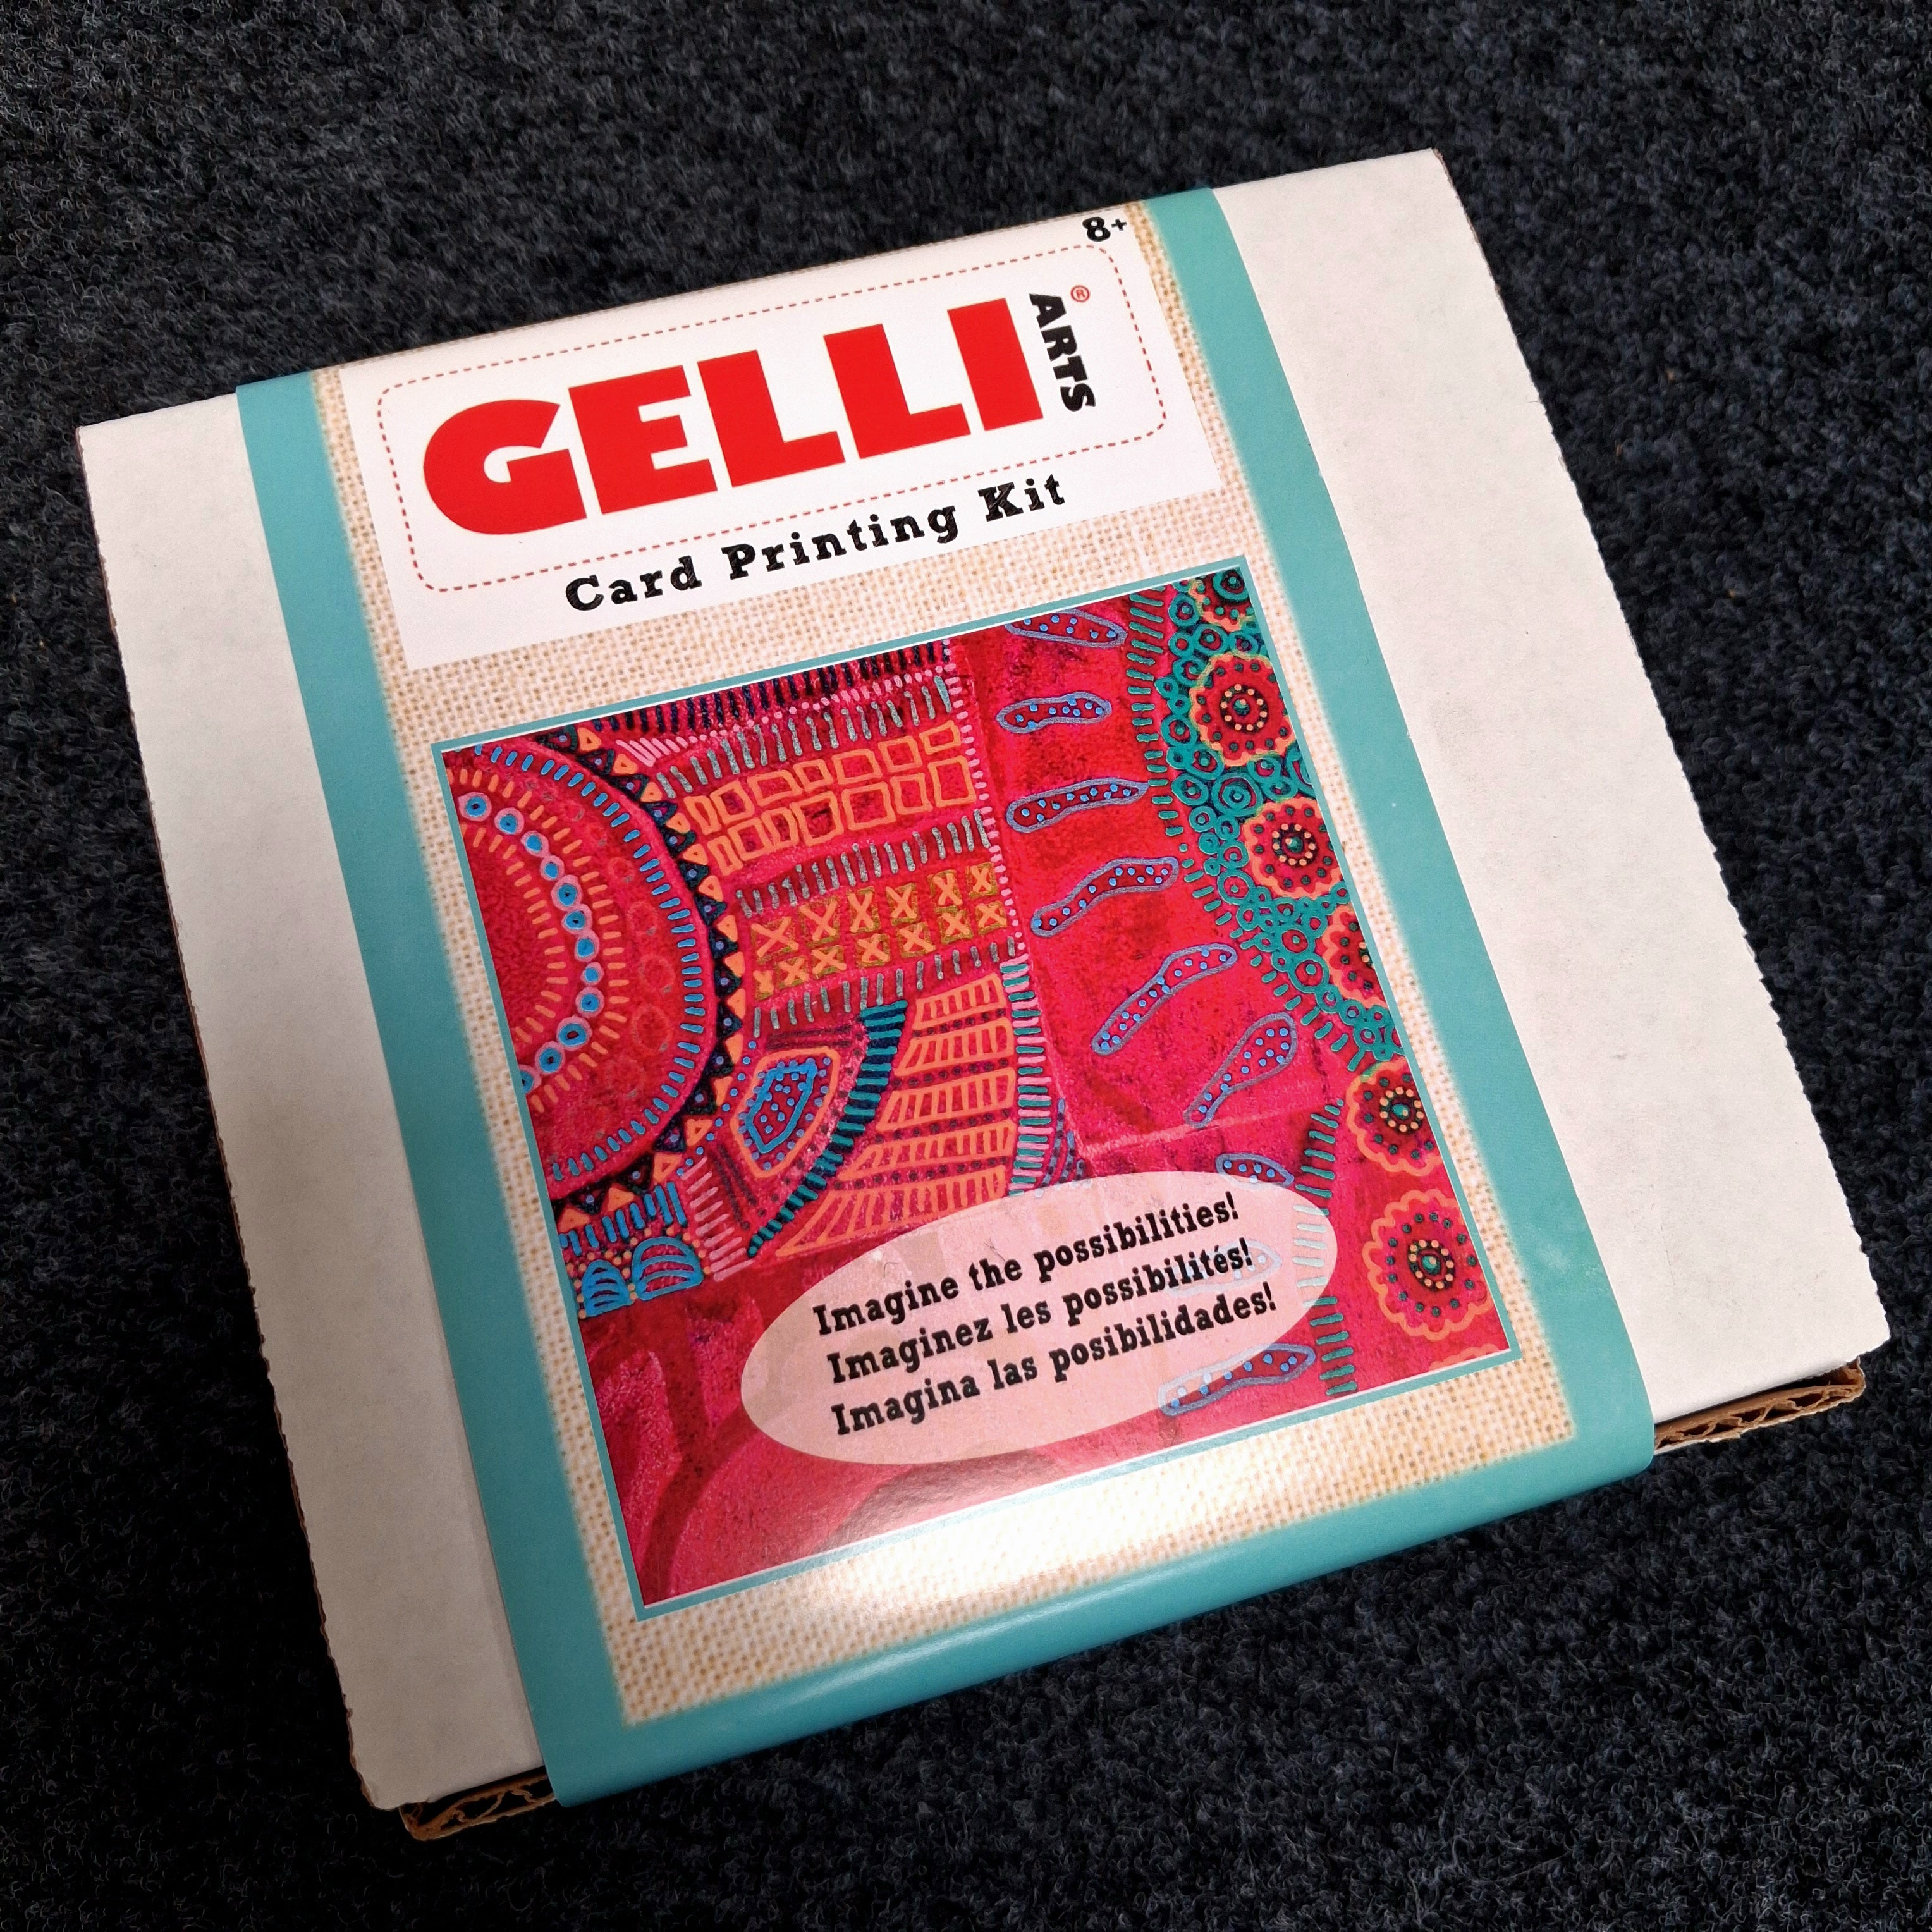 8+
GELLI
ARTS®
Card Printing Kit
Imagine the possibilities!
Imaginez les possibilités!
Imagina las posibilidades!